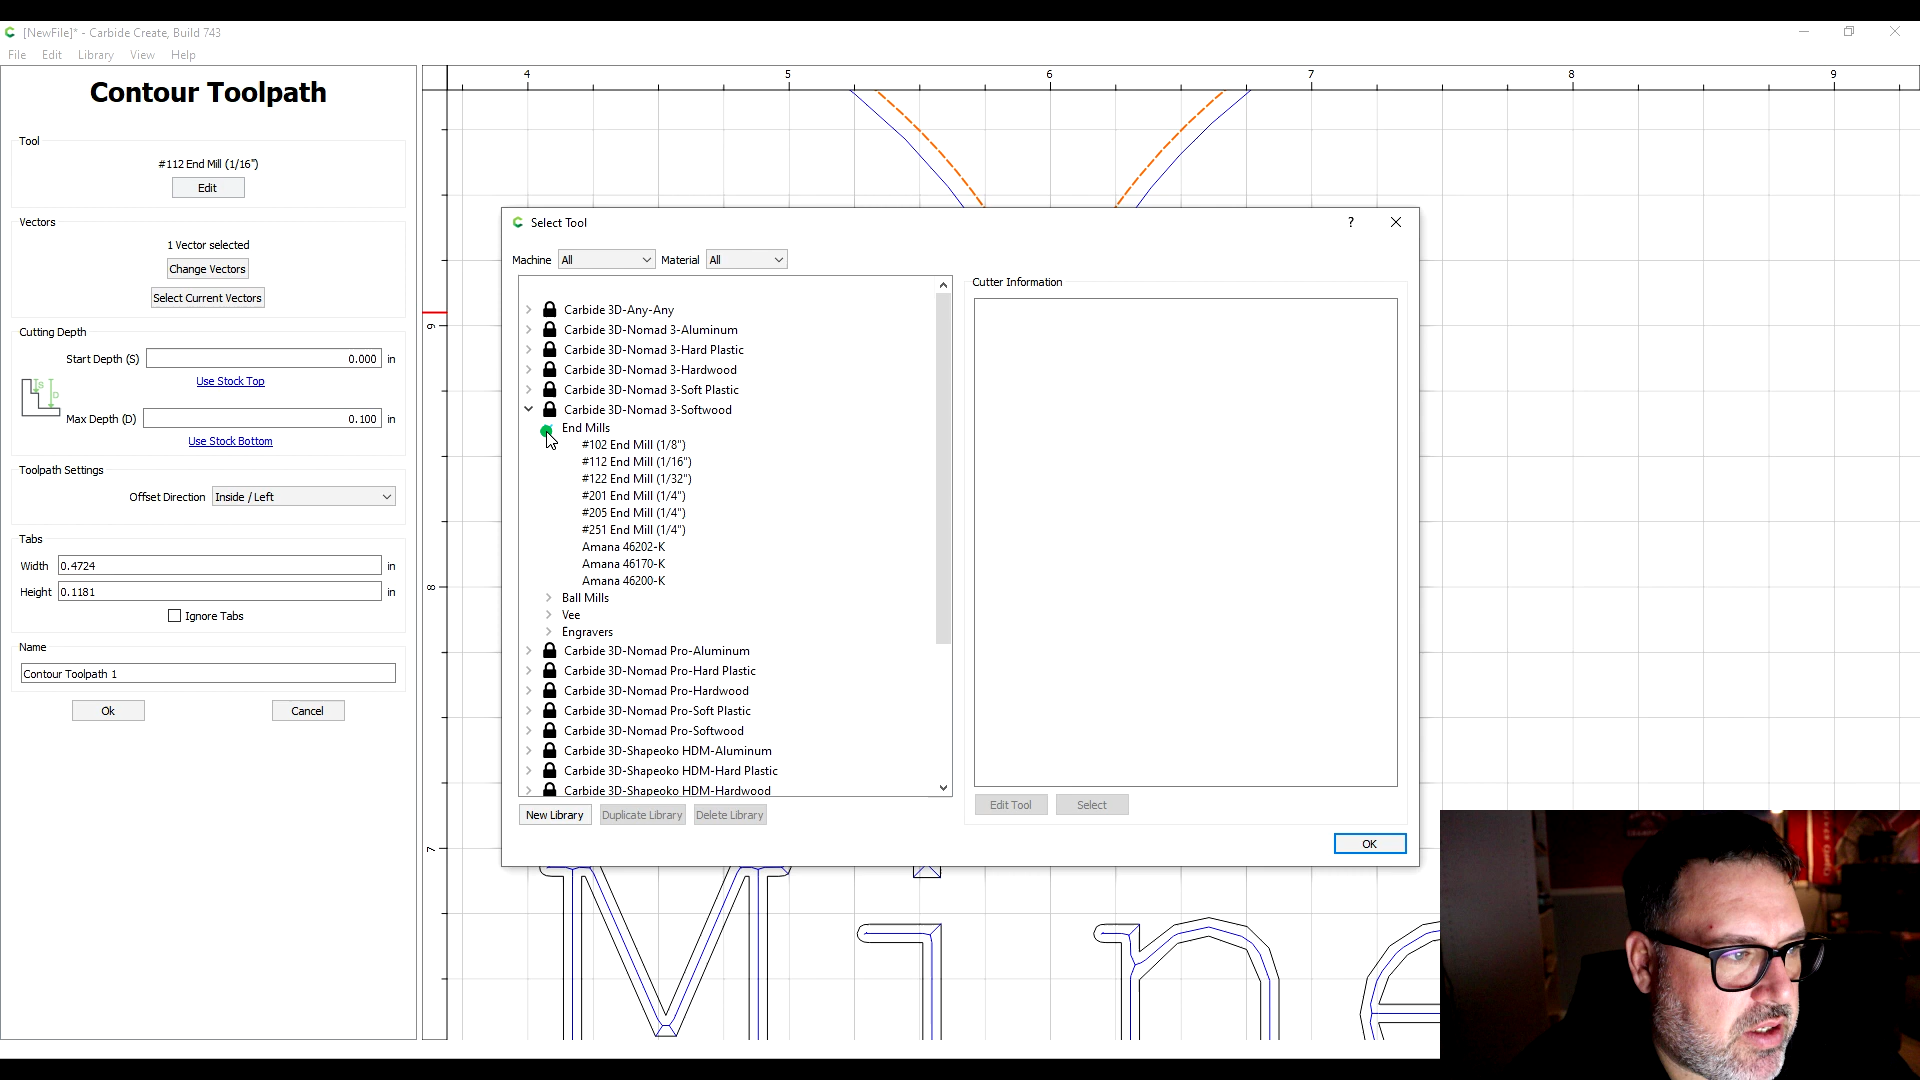 [NewFile]* - Carbide Create, Build 743
File Edit Library View Help
Contour Toolpath
Tool
#112 End Mill (1/16")
Edit
Vectors
1 Vector selected
Change Vectors
Select Current Vectors
Cutting Depth
Start Depth (S) 0.000 in
Use Stock Top
S
D
Max Depth (D) 0.100 in
Use Stock Bottom
Toolpath Settings
Offset Direction Inside / Left
Tabs
Width 0.4724 in
Height 0.1181 in
Ignore Tabs
Name
Contour Toolpath 1
Ok Cancel
4 5 6 7 8 9
9
8
7
Select Tool ?
Machine All Material All
Carbide 3D-Any-Any
Carbide 3D-Nomad 3-Aluminum
Carbide 3D-Nomad 3-Hard Plastic
Carbide 3D-Nomad 3-Hardwood
Carbide 3D-Nomad 3-Soft Plastic
Carbide 3D-Nomad 3-Softwood
End Mills
#102 End Mill (1/8")
#112 End Mill (1/16")
#122 End Mill (1/32")
#201 End Mill (1/4")
#205 End Mill (1/4")
#251 End Mill (1/4")
Amana 46202-K
Amana 46170-K
Amana 46200-K
Ball Mills
Vee
Engravers
Carbide 3D-Nomad Pro-Aluminum
Carbide 3D-Nomad Pro-Hard Plastic
Carbide 3D-Nomad Pro-Hardwood
Carbide 3D-Nomad Pro-Soft Plastic
Carbide 3D-Nomad Pro-Softwood
Carbide 3D-Shapeoko HDM-Aluminum
Carbide 3D-Shapeoko HDM-Hard Plastic
Carbide 3D-Shapeoko HDM-Hardwood
New Library Duplicate Library Delete Library
Cutter Information
Edit Tool Select
OK
Mine